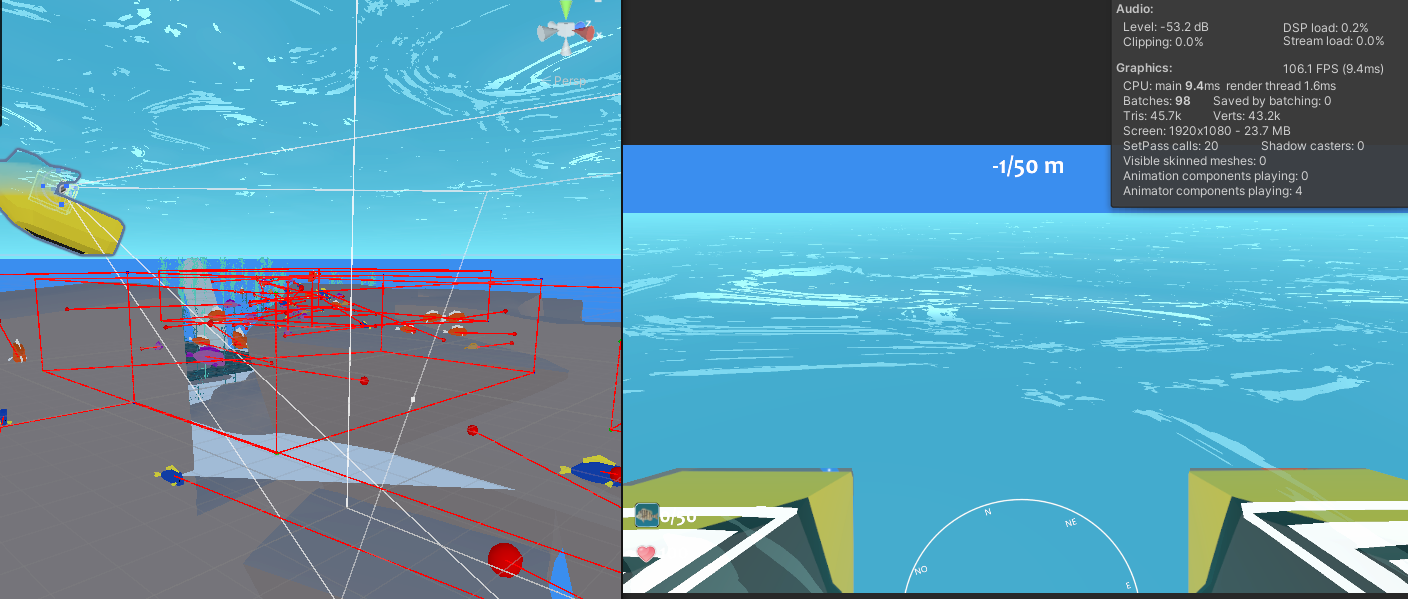 < Persp
Audio:
Level: -53.2 dB DSP load: 0.2%
Clipping: 0.0% Stream load: 0.0%
Graphics: 106.1 FPS (9.4ms)
CPU: main 9.4ms render thread 1.6ms
Batches: 98 Saved by batching: 0
Tris: 45.7k Verts: 43.2k
Screen: 1920x1080 - 23.7 MB
SetPass calls: 20 Shadow casters: 0
Visible skinned meshes: 0
Animation components playing: 0
Animator components playing: 4
-1/50 m
0/50
N
NE
NO
E